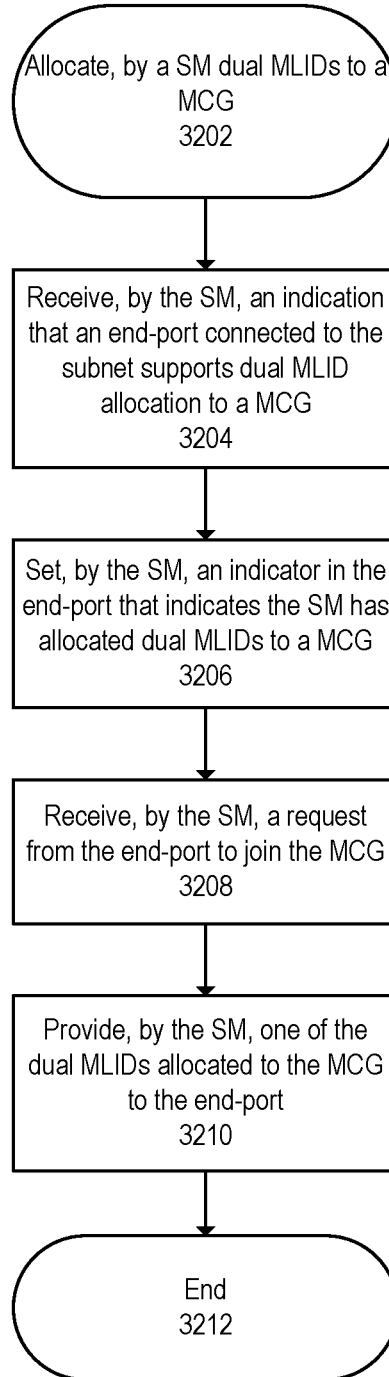 Allocate, by a SM dual MLIDs to a
MCG
3202
Receive, by the SM, an indication
that an end-port connected to the
subnet supports dual MLID
allocation to a MCG
3204
Set, by the SM, an indicator in the
end-port that indicates the SM has
allocated dual MLIDs to a MCG
3206
Receive, by the SM, a request
from the end-port to join the MCG
3208
Provide, by the SM, one of the
dual MLIDs allocated to the MCG
to the end-port
3210
End
3212